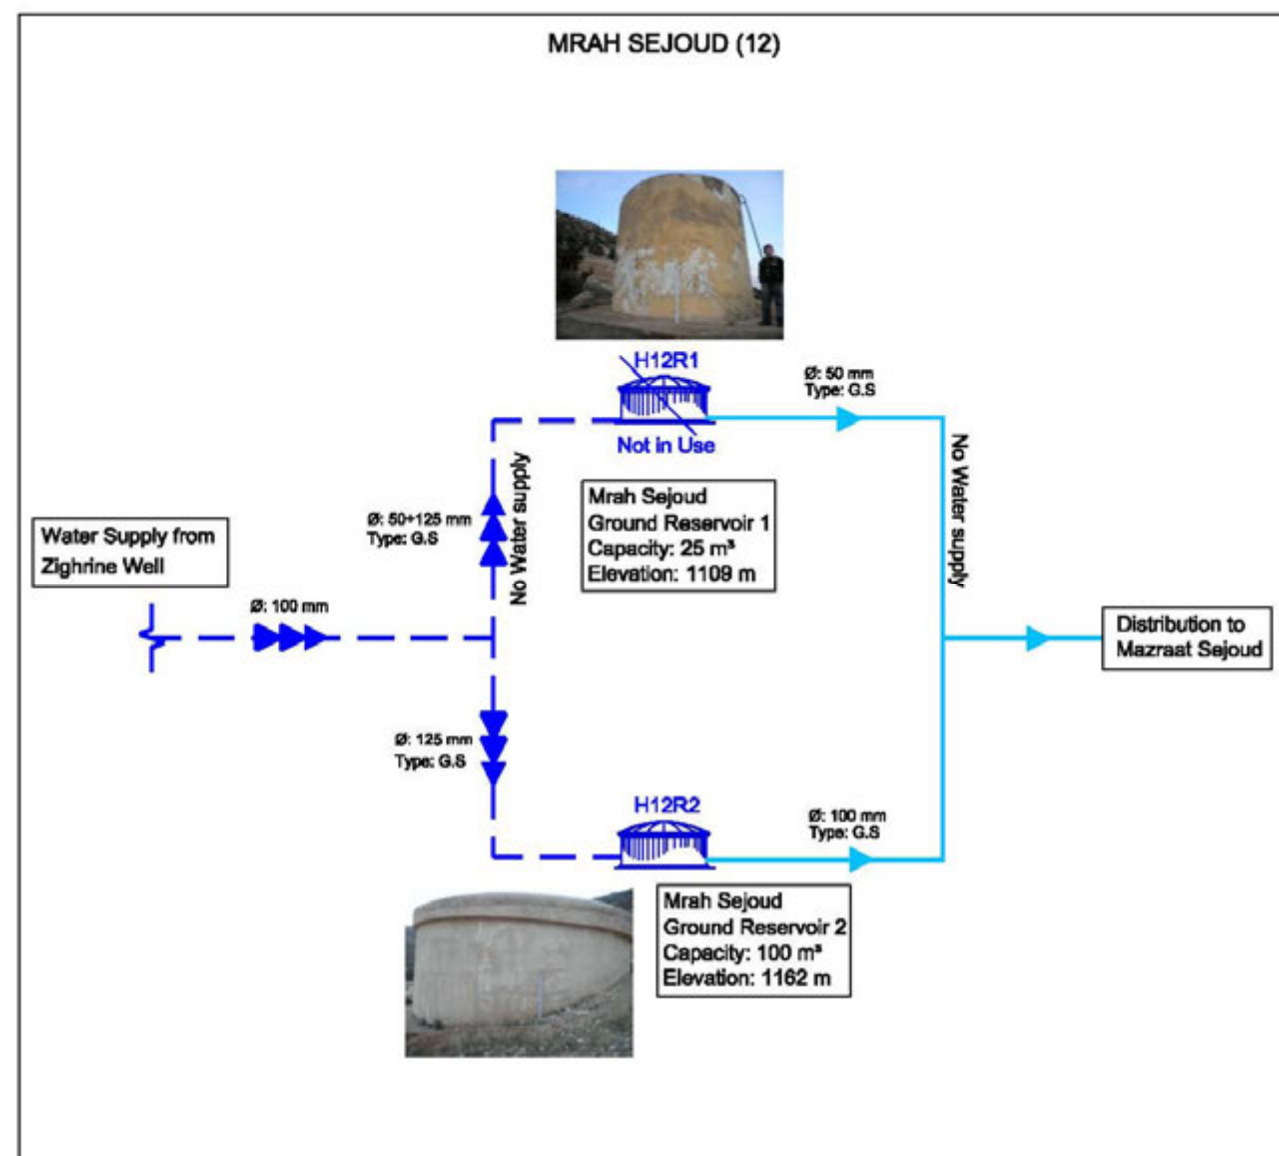 MRAH SEJOUD (12)
H12R1
Not in Use
Ø: 50 mm
Type: G.S
No Water supply
Mrah Sejoud
Ground Reservoir 1
Capacity: 25 m³
Elevation: 1109 m
Ø: 50+125 mm
Type: G.S
No Water supply
Water Supply from
Zighrine Well
Ø: 100 mm
Distribution to
Mazraat Sejoud
Ø: 125 mm
Type: G.S
H12R2
Ø: 100 mm
Type: G.S
Mrah Sejoud
Ground Reservoir 2
Capacity: 100 m³
Elevation: 1162 m